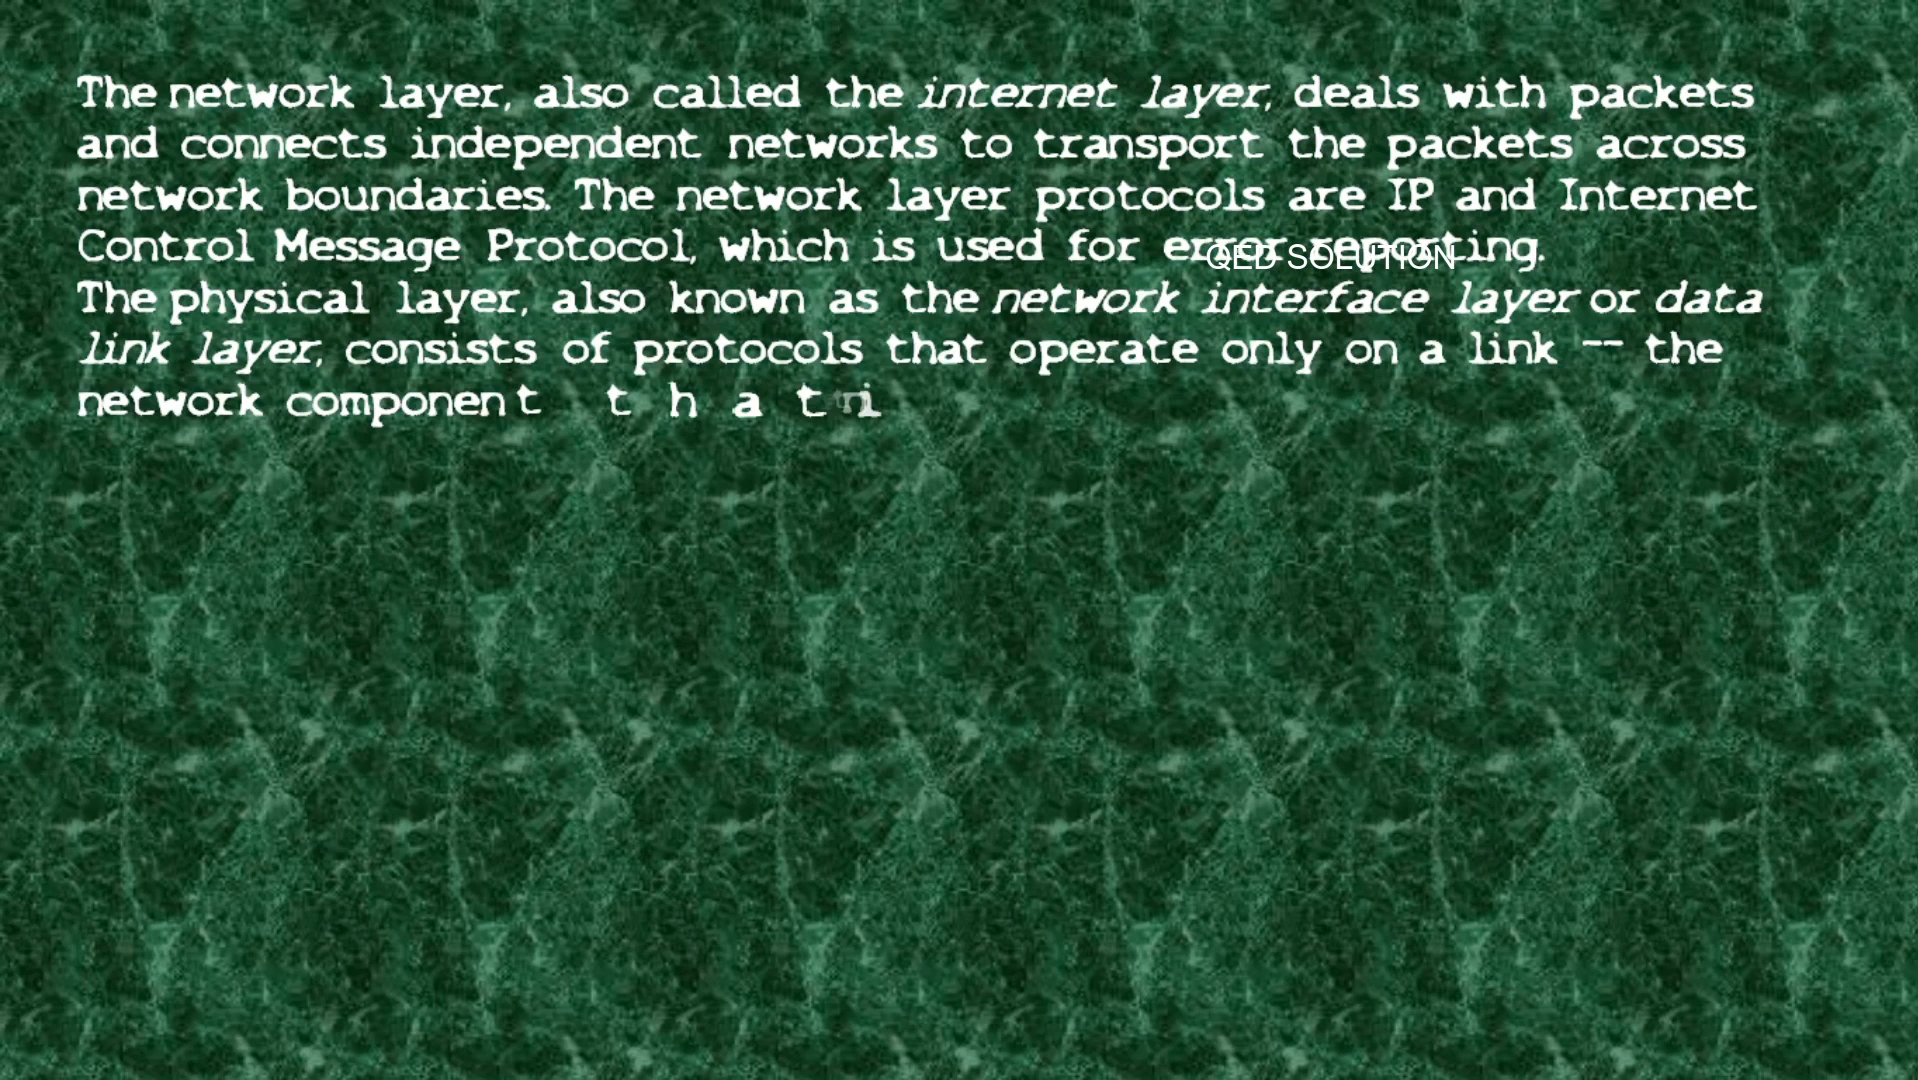 The network layer, also called the internet layer, deals with packets
and connects independent networks to transport the packets across
network boundaries. The network layer protocols are IP and Internet
Control Message Protocol, which is used for error reporting.
QED SOLUTION
The physical layer, also known as the network interface layer or data
link layer, consists of protocols that operate only on a link -- the
network component that